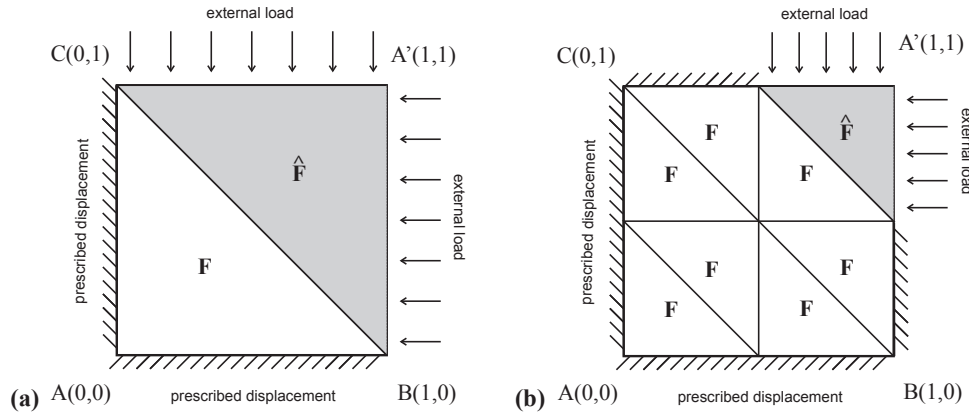 external load
C(0,1)
A'(1,1)
prescribed displacement
F̂
external load
F
(a)
A(0,0)
prescribed displacement
B(1,0)
external load
A'(1,1)
C(0,1)
prescribed displacement
F
F̂
external load
F
F
F
F
F
F
(b)
A(0,0)
prescribed displacement
B(1,0)